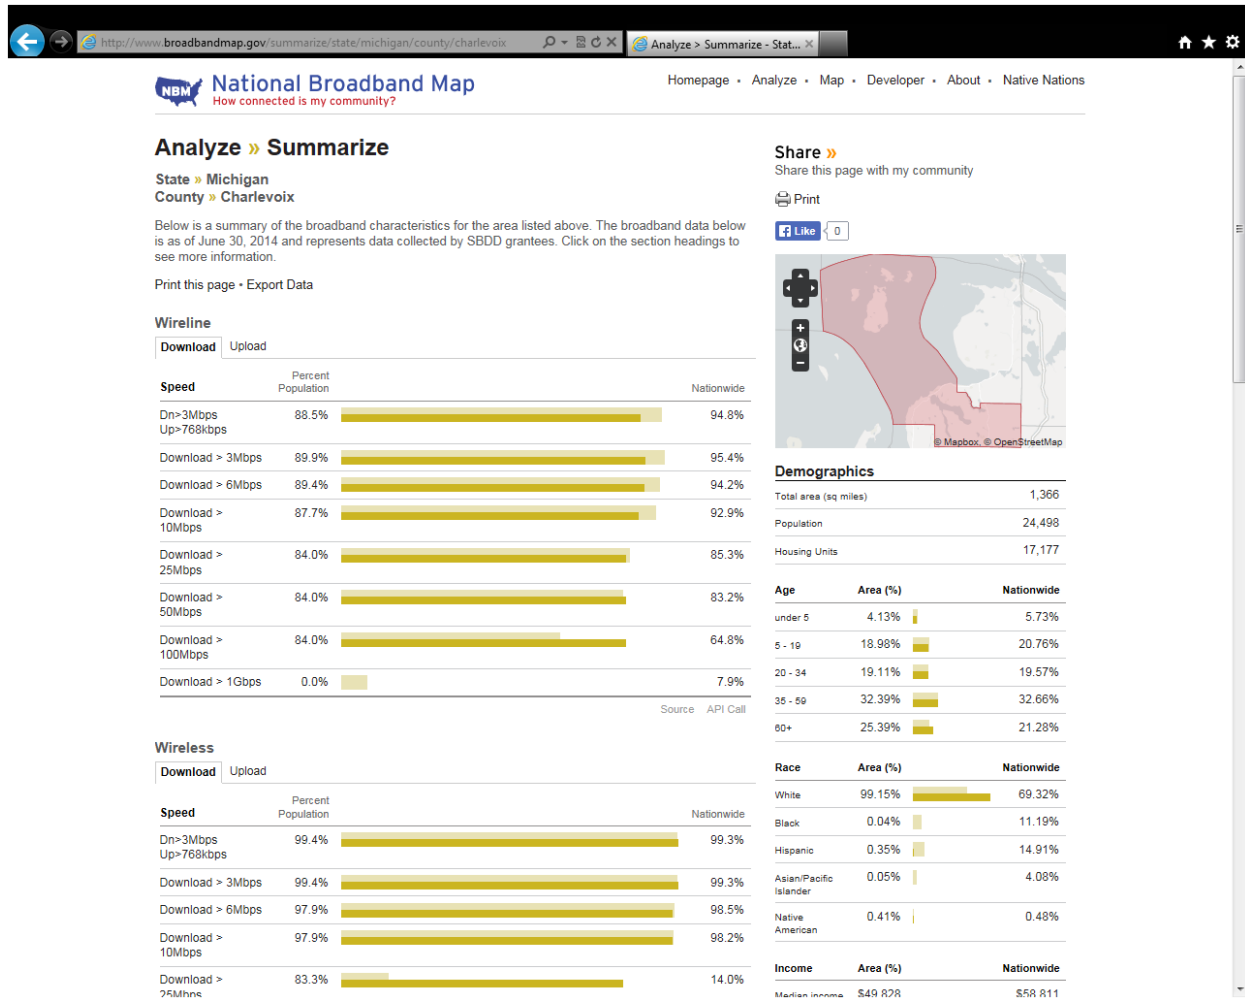 http://www.broadbandmap.gov/summarize/state/michigan/county/charlevoix
Analyze > Summarize - Stat...
NBM
National Broadband Map
How connected is my community?
Homepage • Analyze • Map • Developer • About • Native Nations
Analyze » Summarize
State » Michigan
County » Charlevoix
Below is a summary of the broadband characteristics for the area listed above. The broadband data below
is as of June 30, 2014 and represents data collected by SBDD grantees. Click on the section headings to
see more information.
Print this page • Export Data
Wireline
Download Upload
Speed Percent Population Nationwide
Dn>3Mbps 88.5% 94.8%
Up>768kbps
Download > 3Mbps 89.9% 95.4%
Download > 6Mbps 89.4% 94.2%
Download > 87.7% 92.9%
10Mbps
Download > 84.0% 85.3%
25Mbps
Download > 84.0% 83.2%
50Mbps
Download > 84.0% 64.8%
100Mbps
Download > 1Gbps 0.0% 7.9%
Source API Call
Wireless
Download Upload
Speed Percent Population Nationwide
Dn>3Mbps 99.4% 99.3%
Up>768kbps
Download > 3Mbps 99.4% 99.3%
Download > 6Mbps 97.9% 98.5%
Download > 97.9% 98.2%
10Mbps
Download > 83.3% 14.0%
25Mbps
Share »
Share this page with my community
Print
Like 0
© Mapbox, © OpenStreetMap
Demographics
Total area (sq miles) 1,366
Population 24,498
Housing Units 17,177
Age Area (%) Nationwide
under 5 4.13% 5.73%
5 - 19 18.98% 20.76%
20 - 34 19.11% 19.57%
35 - 59 32.39% 32.66%
60+ 25.39% 21.28%
Race Area (%) Nationwide
White 99.15% 69.32%
Black 0.04% 11.19%
Hispanic 0.35% 14.91%
Asian/Pacific 0.05% 4.08%
Islander
Native 0.41% 0.48%
American
Income Area (%) Nationwide
Median income $49,828 $58,811